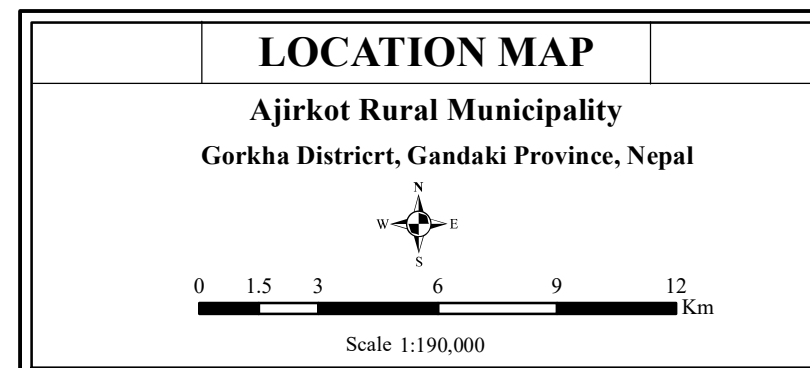 LOCATION MAP
Ajirkot Rural Municipality
Gorkha Districrt, Gandaki Province, Nepal
N
W E
S
0 1.5 3 6 9 12
Km
Scale 1:190,000